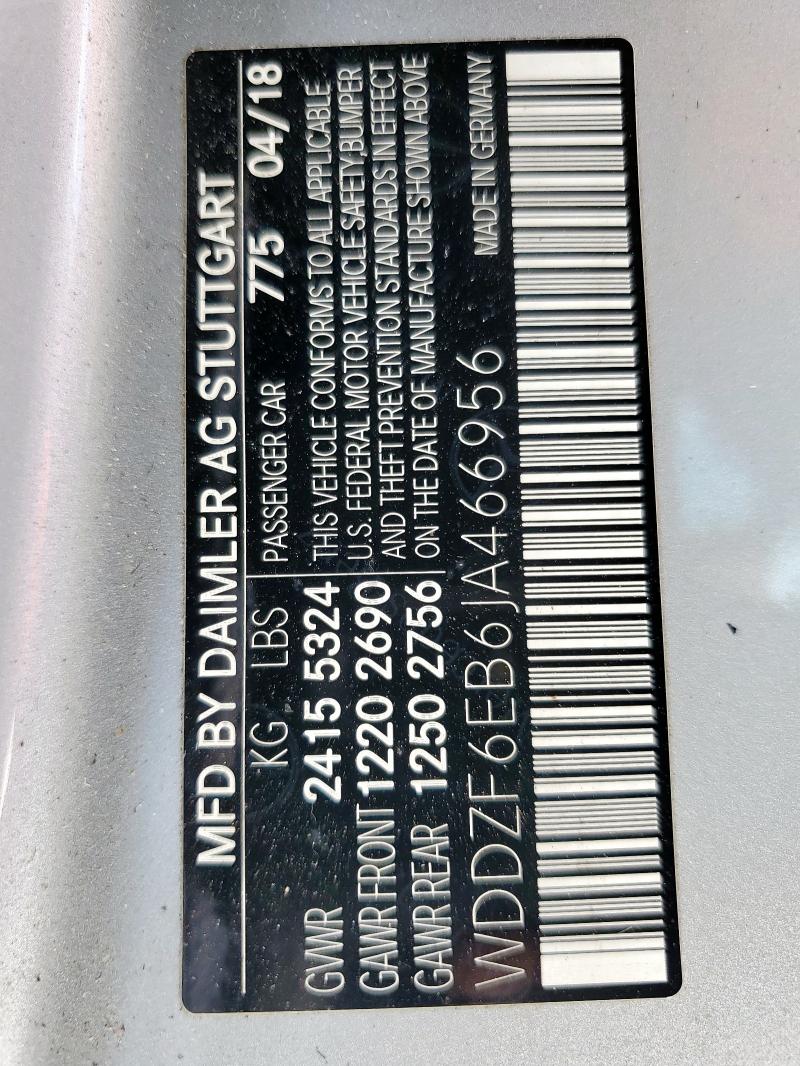 MFD BY DAIMLER AG STUTTGART
KG LBS PASSENGER CAR 775 04/18
GVWR 2415 5324 THIS VEHICLE CONFORMS TO ALL APPLICABLE
U.S. FEDERAL MOTOR VEHICLE SAFETY,BUMPER
GAWR FRONT 1220 2690 AND THEFT PREVENTION STANDARDS IN EFFECT
GAWR REAR 1250 2756 ON THE DATE OF MANUFACTURE SHOWN ABOVE
WDDZF6EB6JA466956 MADE IN GERMANY